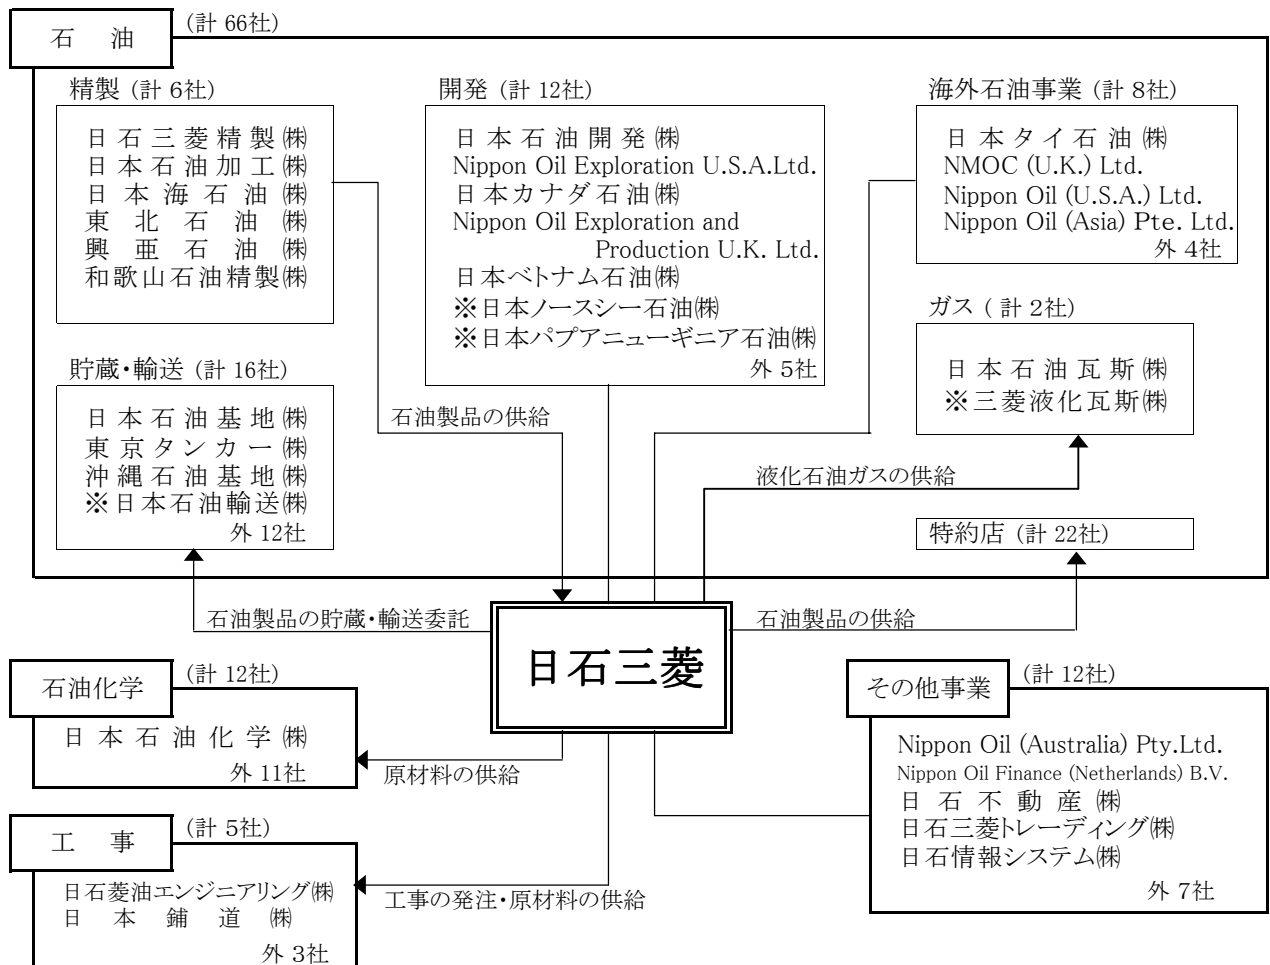 石 油
(計 66社)
精製 (計 6社)
日石三菱精製㈱
日本石油加工㈱
日本海石油㈱
東北石油㈱
興亜石油㈱
和歌山石油精製㈱
貯蔵・輸送 (計 16社)
日本石油基地㈱
東京タンカー㈱
沖縄石油基地㈱
※日本石油輸送㈱
外 12社
開発 (計 12社)
日本石油開発㈱
Nippon Oil Exploration U.S.A.Ltd.
日本カナダ石油㈱
Nippon Oil Exploration and
Production U.K. Ltd.
日本ベトナム石油㈱
※日本ノースシー石油㈱
※日本パプアニューギニア石油㈱
外 5社
海外石油事業 (計 8社)
日本タイ石油㈱
NMOC (U.K.) Ltd.
Nippon Oil (U.S.A.) Ltd.
Nippon Oil (Asia) Pte. Ltd.
外 4社
ガス ( 計 2社)
日本石油瓦斯㈱
※三菱液化瓦斯㈱
特約店 (計 22社)
石油製品の供給
液化石油ガスの供給
石油製品の貯蔵・輸送委託
石油製品の供給
日石三菱
石油化学
(計 12社)
日本石油化学㈱
外 11社
原材料の供給
工 事
(計 5社)
日石菱油エンジニアリング㈱
日本鋪道㈱
外 3社
工事の発注・原材料の供給
その他事業
(計 12社)
Nippon Oil (Australia) Pty.Ltd.
Nippon Oil Finance (Netherlands) B.V.
日石不動産㈱
日石三菱トレーディング㈱
日石情報システム㈱
外 7社